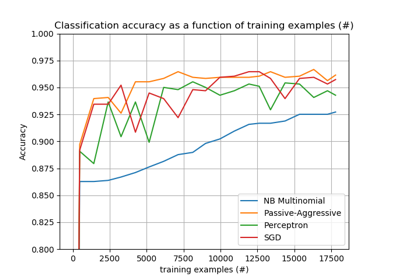 Classification accuracy as a function of training examples (#)
1.000
0.975
0.950
0.925
0.900
0.875
0.850
0.825
0.800
Accuracy
NB Multinomial
Passive-Aggressive
Perceptron
SGD
0 2500 5000 7500 10000 12500 15000 17500
training examples (#)